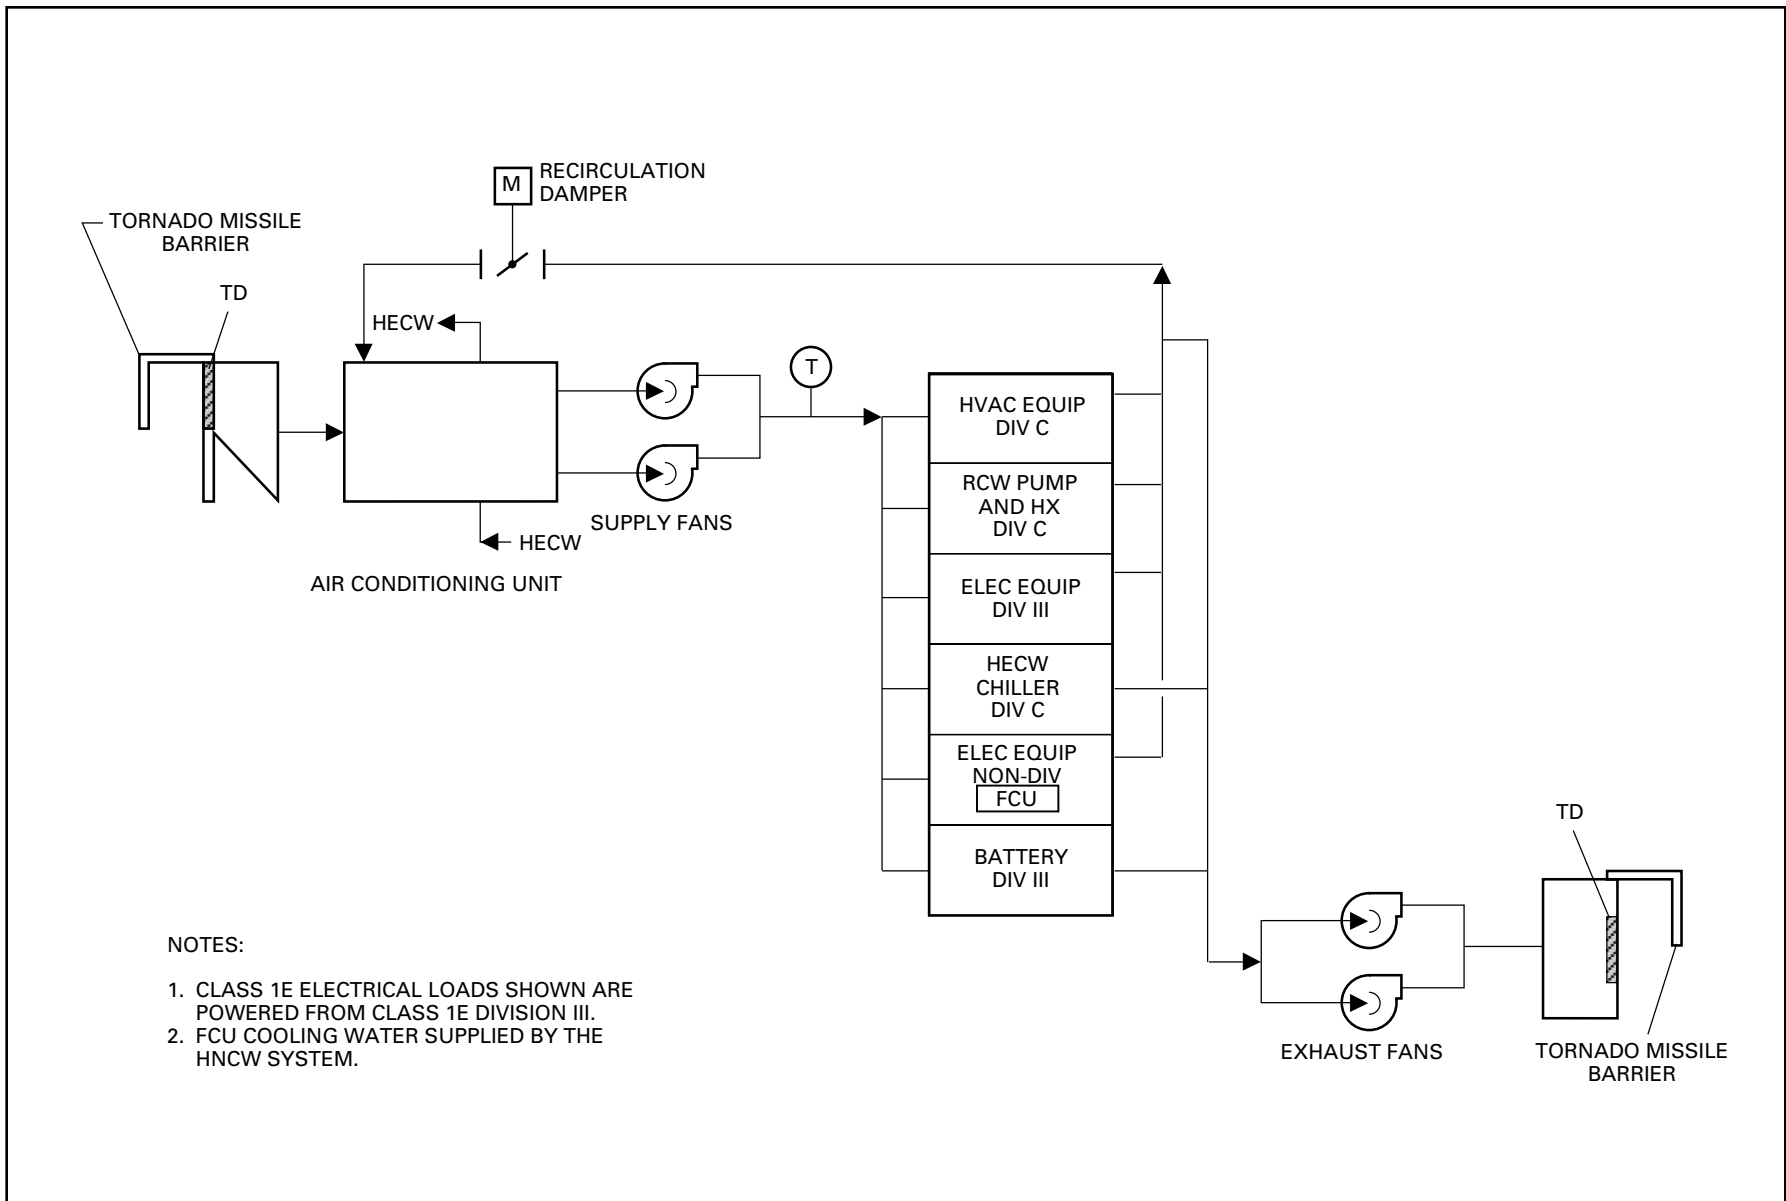 M
RECIRCULATION
DAMPER
TORNADO MISSILE
BARRIER
TD
HECW
T
HECW
SUPPLY FANS
AIR CONDITIONING UNIT
HVAC EQUIP
DIV C
RCW PUMP
AND HX
DIV C
ELEC EQUIP
DIV III
HECW
CHILLER
DIV C
ELEC EQUIP
NON-DIV
FCU
BATTERY
DIV III
TD
EXHAUST FANS
TORNADO MISSILE
BARRIER
NOTES:
1. CLASS 1E ELECTRICAL LOADS SHOWN ARE
POWERED FROM CLASS 1E DIVISION III.
2. FCU COOLING WATER SUPPLIED BY THE
HNCW SYSTEM.